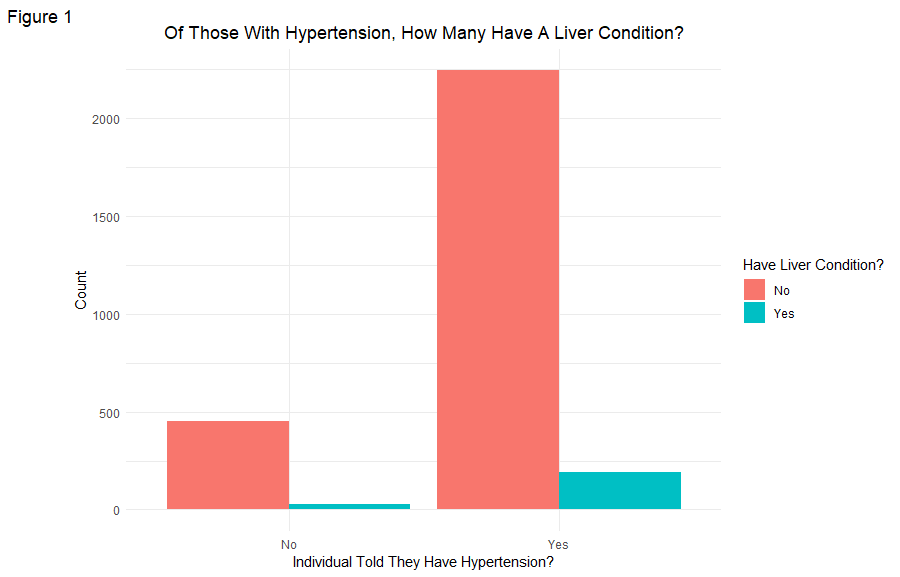 Figure 1
Of Those With Hypertension, How Many Have A Liver Condition?
2000
1500
1000
500
0
Count
No
Yes
Individual Told They Have Hypertension?
Have Liver Condition?
No
Yes